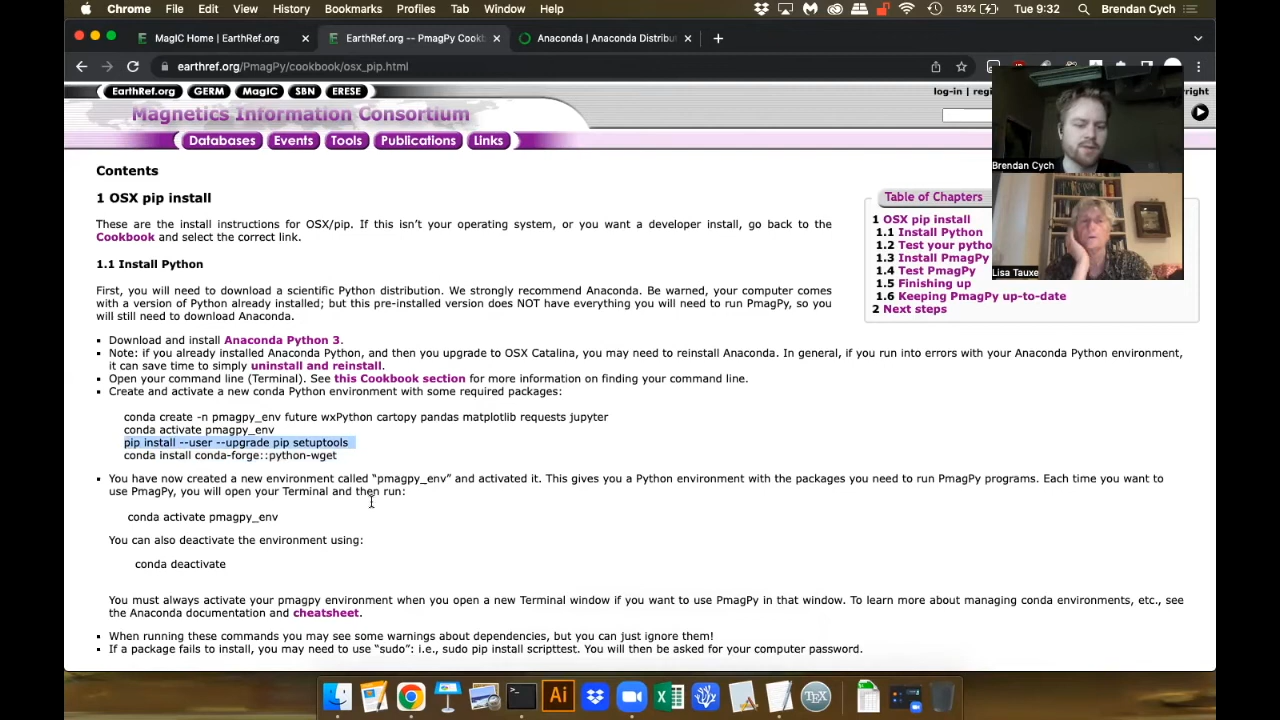 Chrome File Edit View History Bookmarks Profiles Tab Window Help 53% Tue 9:32 Brendan Cych
MagIC Home | EarthRef.org × EarthRef.org -- PmagPy Cookb × Anaconda | Anaconda Distribut × +
earthref.org/PmagPy/cookbook/osx_pip.html
EarthRef.org GERM MagIC SBN ERESE
log-in | regi
right
Magnetics Information Consortium
Databases Events Tools Publications Links
Brendan Cych
Lisa Tauxe
Contents
1 OSX pip install
These are the install instructions for OSX/pip. If this isn't your operating system, or you want a developer install, go back to the
Cookbook and select the correct link.
1.1 Install Python
First, you will need to download a scientific Python distribution. We strongly recommend Anaconda. Be warned, your computer comes
with a version of Python already installed; but this pre-installed version does NOT have everything you will need to run PmagPy, so you
will still need to download Anaconda.
Table of Chapters
1 OSX pip install
1.1 Install Python
1.2 Test your pytho
1.3 Install PmagPy
1.4 Test PmagPy
1.5 Finishing up
1.6 Keeping PmagPy up-to-date
2 Next steps
▪ Download and install Anaconda Python 3.
▪ Note: if you already installed Anaconda Python, and then you upgrade to OSX Catalina, you may need to reinstall Anaconda. In general, if you run into errors with your Anaconda Python environment,
it can save time to simply uninstall and reinstall.
▪ Open your command line (Terminal). See this Cookbook section for more information on finding your command line.
▪ Create and activate a new conda Python environment with some required packages:
conda create -n pmagpy_env future wxPython cartopy pandas matplotlib requests jupyter
conda activate pmagpy_env
pip install --user --upgrade pip setuptools
conda install conda-forge::python-wget
▪ You have now created a new environment called “pmagpy_env” and activated it. This gives you a Python environment with the packages you need to run PmagPy programs. Each time you want to
use PmagPy, you will open your Terminal and then run:
conda activate pmagpy_env
You can also deactivate the environment using:
conda deactivate
You must always activate your pmagpy environment when you open a new Terminal window if you want to use PmagPy in that window. To learn more about managing conda environments, etc., see
the Anaconda documentation and cheatsheet.
▪ When running these commands you may see some warnings about dependencies, but you can just ignore them!
▪ If a package fails to install, you may need to use “sudo”: i.e., sudo pip install scripttest. You will then be asked for your computer password.
Ai
TEX